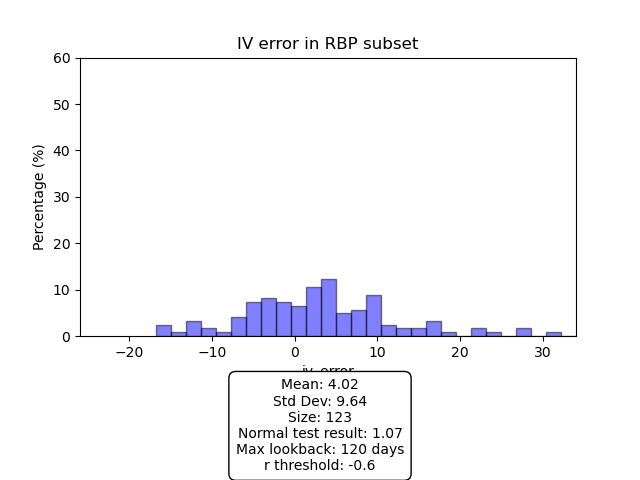 IV error in RBP subset
60
50
40
30
20
10
0
Percentage (%)
−20 −10 0 10 20 30
iv_error
Mean: 4.02
Std Dev: 9.64
Size: 123
Normal test result: 1.07
Max lookback: 120 days
r threshold: -0.6